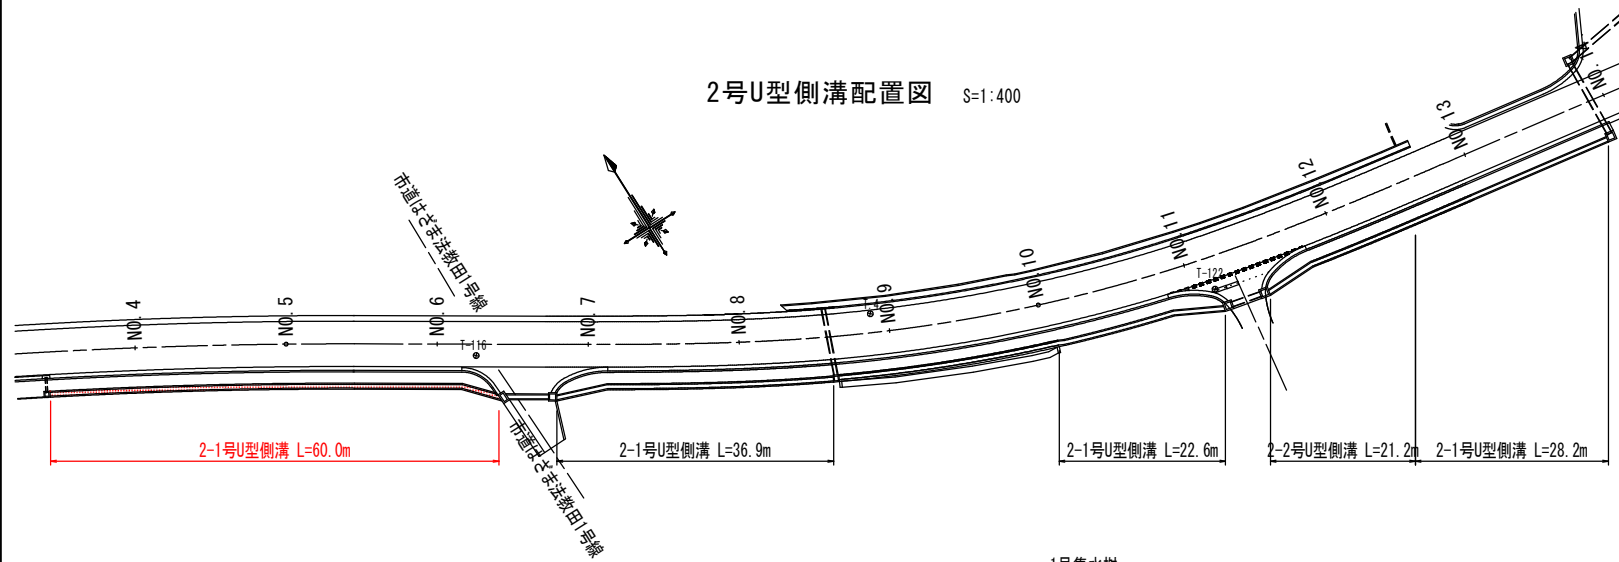 2号U型側溝配置図 S=1:400
市道はざま法教田1号線
NO.4
NO.5
NO.6
NO.7
NO.8
NO.9
NO.10
NO.11
NO.12
NO.13
NO.
T-116
T-122
市道はざま法教田1号線
2-1号U型側溝 L=60.0m
2-1号U型側溝 L=36.9m
2-1号U型側溝 L=22.6m
2-2号U型側溝 L=21.2m
2-1号U型側溝 L=28.2m